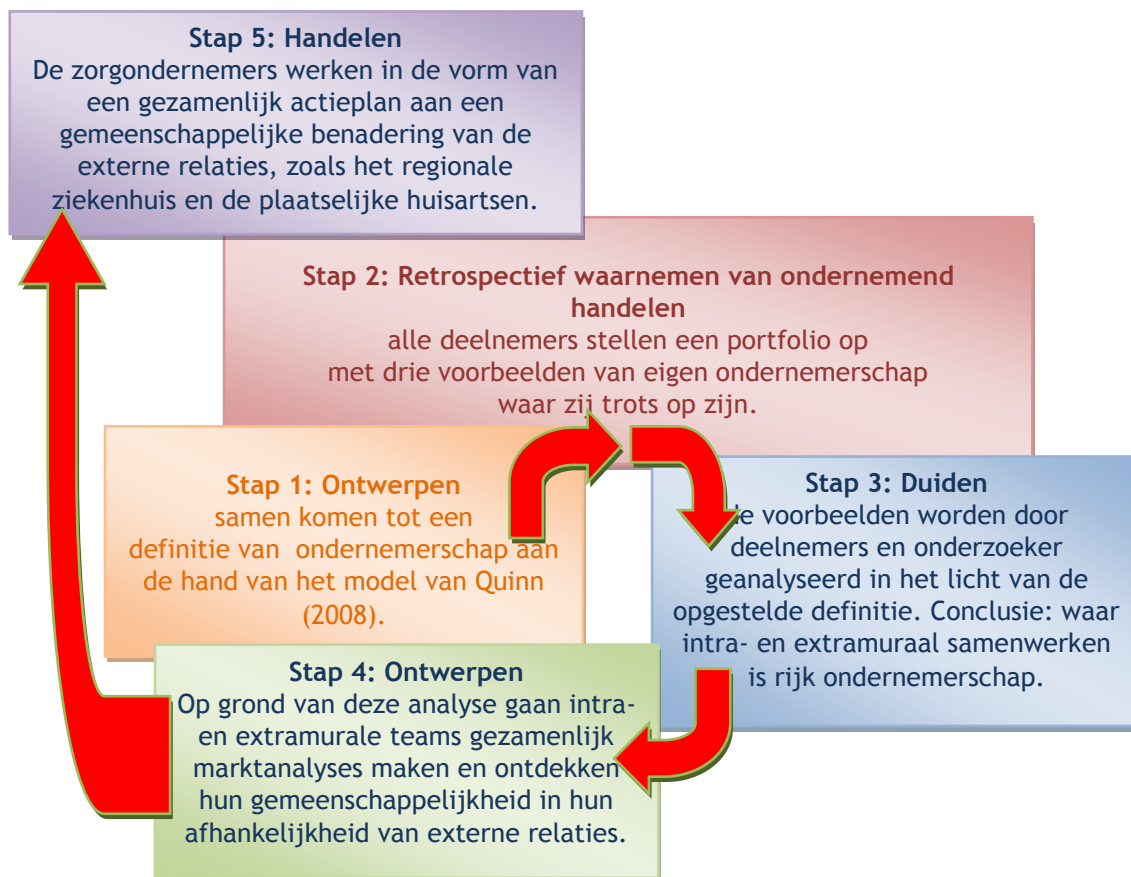 Stap 5: Handelen
De zorgondernemers werken in de vorm van
een gezamenlijk actieplan aan een
gemeenschappelijke benadering van de
externe relaties, zoals het regionale
ziekenhuis en de plaatselijke huisartsen.
Stap 2: Retrospectief waarnemen van ondernemend
handelen
alle deelnemers stellen een portfolio op
met drie voorbeelden van eigen ondernemerschap
waar zij trots op zijn.
Stap 1: Ontwerpen
samen komen tot een
definitie van ondernemerschap aan
de hand van het model van Quinn
(2008).
Stap 3: Duiden
de voorbeelden worden door
deelnemers en onderzoeker
geanalyseerd in het licht van de
opgestelde definitie. Conclusie: waar
intra- en extramuraal samenwerken
is rijk ondernemerschap.
Stap 4: Ontwerpen
Op grond van deze analyse gaan intra-
en extramurale teams gezamenlijk
marktanalyses maken en ontdekken
hun gemeenschappelijkheid in hun
afhankelijkheid van externe relaties.